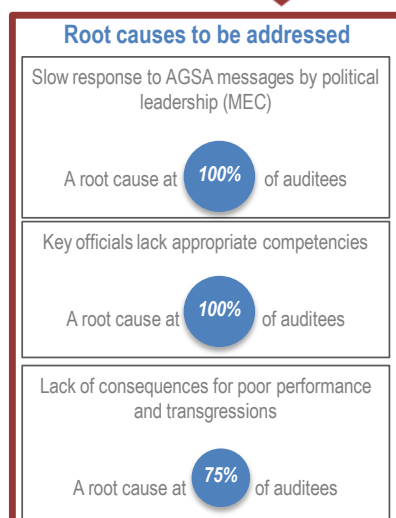 Root causes to be addressed
Slow response to AGSA messages by political
leadership (MEC)
A root cause at 100% of auditees
Key officials lack appropriate competencies
A root cause at 100% of auditees
Lack of consequences for poor performance
and transgressions
A root cause at 75% of auditees